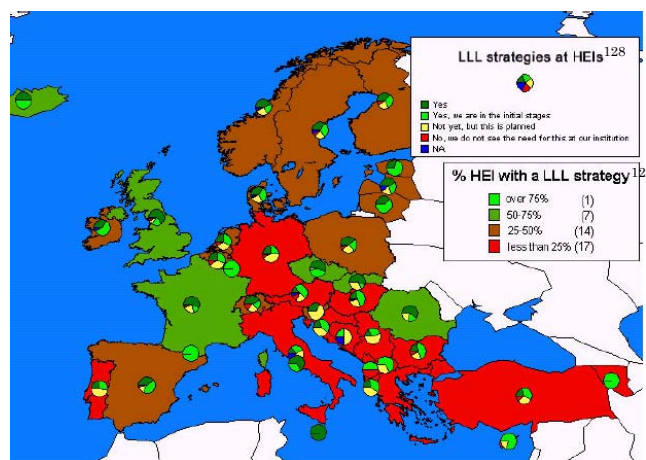 LLL strategies at HEIs128
Yes
Yes, we are in the initial stages
Not yet, but this is planned
No, we do not see the need for this at our institution
NA
% HEI with a LLL strategy12
over 75% (1)
50-75% (7)
25-50% (14)
less than 25% (17)